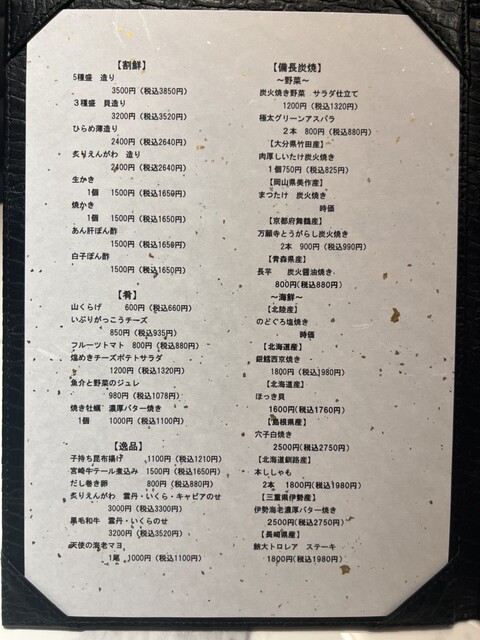 【割鮮】
5種盛 造り
3500円(税込3850円)
3種盛 貝造り
3200円(税込3520円)
ひらめ薄造り
2400円(税込2640円)
炙りえんがわ 造り
2400円(税込2640円)
生かき
1個 1500円(税込1650円)
焼かき
1個 1500円(税込1650円)
あん肝ぽん酢
1500円(税込1650円)
白子ぽん酢
1500円(税込1650円)
【肴】
山くらげ 600円(税込660円)
いぶりがっこうチーズ
850円(税込935円)
フルーツトマト 800円(税込880円)
燻めきチーズポテトサラダ
1200円(税込1320円)
魚介と野菜のジュレ
980円(税込1078円)
焼き牡蠣 濃厚バター焼き
1個 1000円(税込1100円)
【逸品】
子持ち昆布揚げ 1100円(税込1210円)
宮崎牛テール煮込み 1500円(税込1650円)
だし巻き卵 800円(税込880円)
炙りえんがわ 雲丹・いくら・キャビアのせ
3000円(税込3300円)
黒毛和牛 雲丹・いくらのせ
3200円(税込3520円)
天使の海老マヨ
1尾 1000円(税込1100円)
【備長炭焼】
～野菜～
炭火焼き野菜 サラダ仕立て
1200円(税込1320円)
極太グリーンアスパラ
2本 800円(税込880円)
【大分県竹田産】
肉厚しいたけ炭火焼き
1個750円(税込825円)
【岡山県美作産】
まつたけ 炭火焼き
時価
【京都府舞鶴産】
万願寺とうがらし炭火焼き
2本 900円(税込990円)
【青森県産】
長芋 炭火醤油焼き
800円(税込880円)
～海鮮～
【北陸産】
のどぐろ塩焼き
時価
【北海道産】
銀鱈西京焼き
1800円(税込1980円)
【北海道産】
ほっき貝
1600円(税込1760円)
【島根県産】
穴子白焼き
2500円(税込2750円)
【北海道釧路産】
本ししゃも
2本 1800円(税込1980円)
【三重県伊勢産】
伊勢海老濃厚バター焼き
2500円(税込2750円)
【長崎県産】
鮪大トロレア ステーキ
1800円(税込1980円)